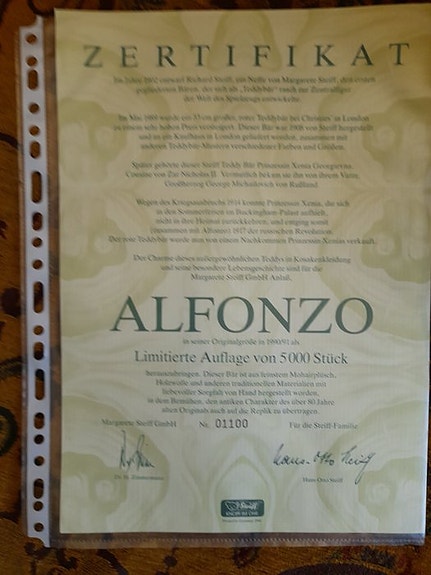 ZERTIFIKAT
Im Jahre 1902 entwarf Richard Steiff, ein Neffe von Margarete Steiff, den ersten
gegliederten Bären, der sich als „Teddybär“ rasch zur Zentralfigur
der Welt des Spielzeugs entwickelte.
Im Mai 1989 wurde ein 33 cm großer, roter Teddybär bei Christies' in London
zu einem sehr hohen Preis versteigert. Dieser Bär war 1908 von Steiff hergestellt
und an ein Kaufhaus in London geliefert worden, zusammen mit
anderen Teddybär-Mustern verschiedener Farben und Größen.
Später gehörte dieses Steiff Teddy Bär Prinzessin Xenia Georgievna,
Cousine von Zar Nicholas II. Vermutlich bekam sie ihn von ihrem Vater,
Großherzog George Michailovich von Rußland
Wegen des Kriegsausbruchs 1914 konnte Prinzessin Xenia, die sich
in den Sommerferien im Buckingham-Palast aufhielt,
nicht in ihre Heimat zurückkehren, und entging somit
zusammen mit Alfonzo 1917 der russischen Revolution.
Der rote Teddybär wurde nun von einem Nachkommen Prinzessin Xenias verkauft.
Der Charme dieses außergewöhnlichen Teddys in Kosakenkleidung
und seine besondere Lebensgeschichte sind für die
Margarete Steiff GmbH Anlaß,
ALFONZO
in seiner Originalgröße in 1990/91 als
Limitierte Auflage von 5000 Stück
herauszubringen. Dieser Bär ist aus feinstem Mohairplüsch,
Holzwolle und anderen traditionellen Materialien mit
liebevoller Sorgfalt von Hand hergestellt worden,
in dem Bemühen, den antiken Charakter des über 80 Jahre
alten Originals auch auf die Replik zu übertragen.
Margarete Steiff GmbH Nr. 01100 Für die Steiff-Familie
Hans Otto Steiff
Steiff
KNOPF IM OHR